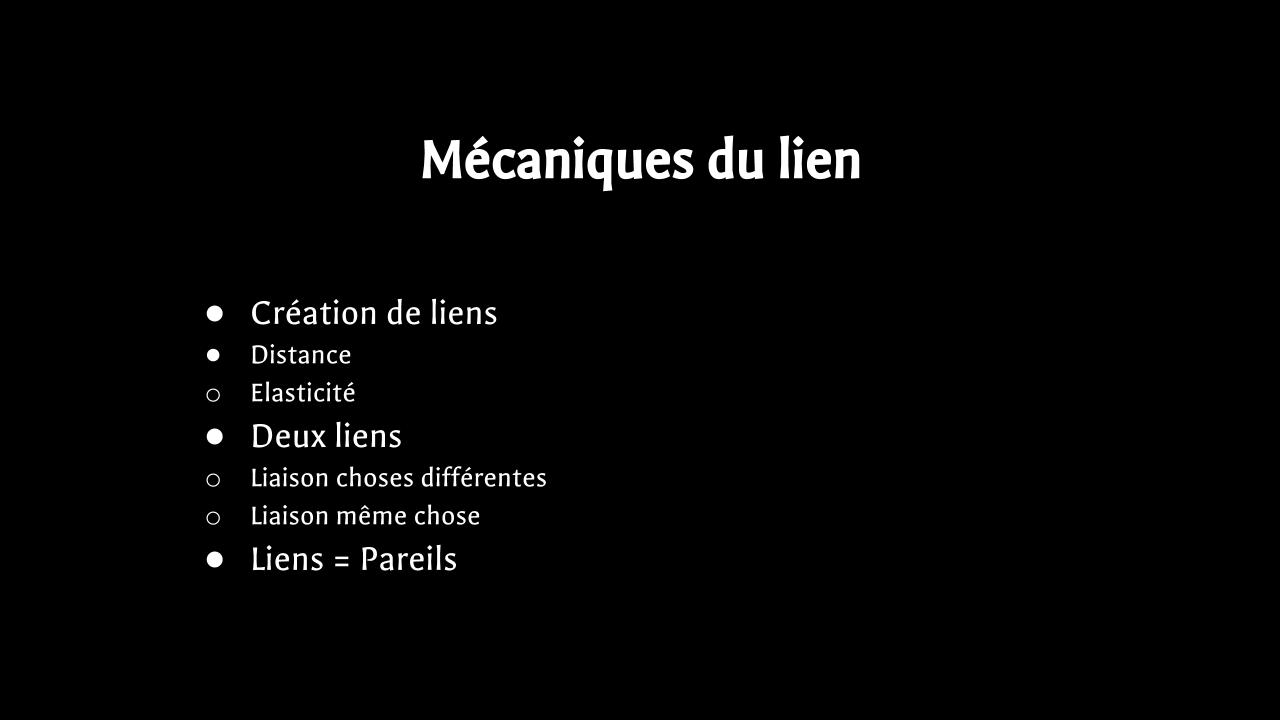 Mécaniques du lien
● Création de liens
● Distance
○ Elasticité
● Deux liens
○ Liaison choses différentes
○ Liaison même chose
● Liens = Pareils